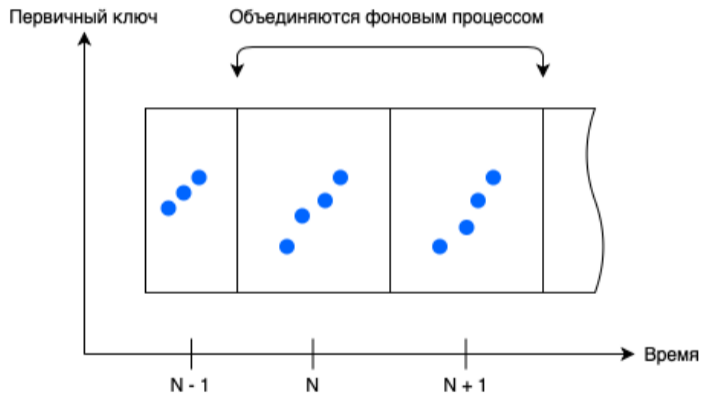 Первичный ключ
Объединяются фоновым процессом
Время
N - 1
N
N + 1